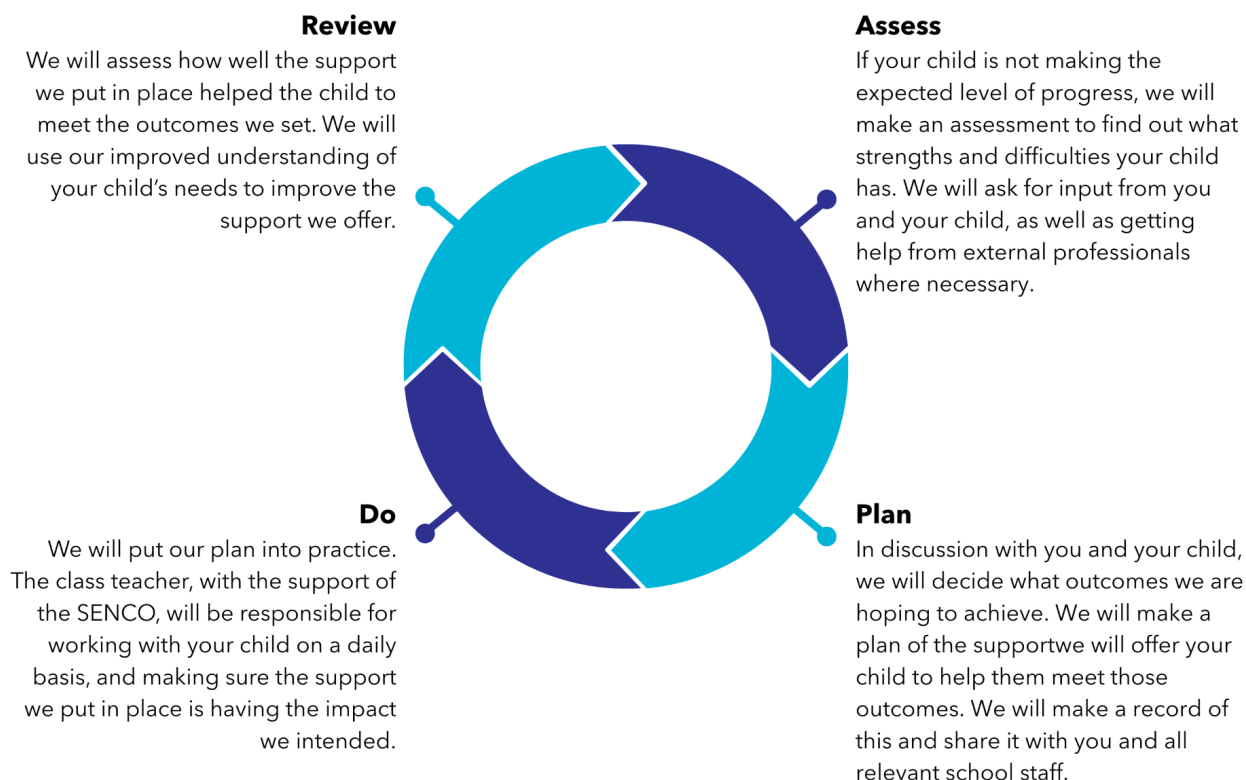 Review
We will assess how well the support
we put in place helped the child to
meet the outcomes we set. We will
use our improved understanding of
your child’s needs to improve the
support we offer.
Assess
If your child is not making the
expected level of progress, we will
make an assessment to find out what
strengths and difficulties your child
has. We will ask for input from you
and your child, as well as getting
help from external professionals
where necessary.
Do
We will put our plan into practice.
The class teacher, with the support of
the SENCO, will be responsible for
working with your child on a daily
basis, and making sure the support
we put in place is having the impact
we intended.
Plan
In discussion with you and your child,
we will decide what outcomes we are
hoping to achieve. We will make a
plan of the supportwe will offer your
child to help them meet those
outcomes. We will make a record of
this and share it with you and all
relevant school staff.